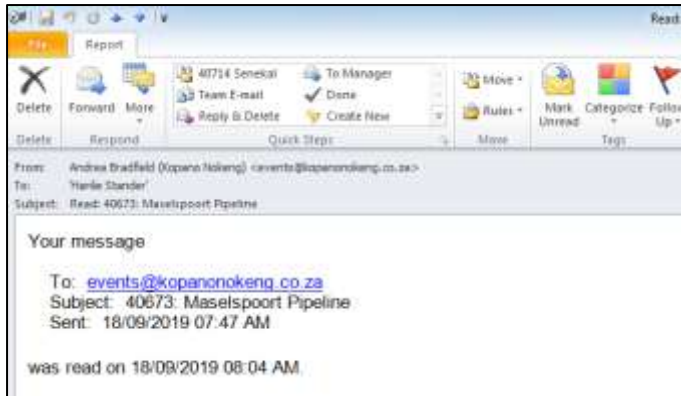 Read:
File
Report
40714 Senekal
To Manager
Move
Team E-mail
Done
Reply & Delete
Create New
Rules
Delete
Forward
More
Mark Unread
Categorize
Follow Up
Delete
Respond
Quick Steps
Move
Tags
From: Andrea Bradfield (Kopano Nokeng) <events@kopanonokeng.co.za>
To: 'Hanlie Stander'
Subject: Read: 40673: Maselspoort Pipeline
Your message
To: events@kopanonokeng.co.za
Subject: 40673: Maselspoort Pipeline
Sent: 18/09/2019 07:47 AM
was read on 18/09/2019 08:04 AM.